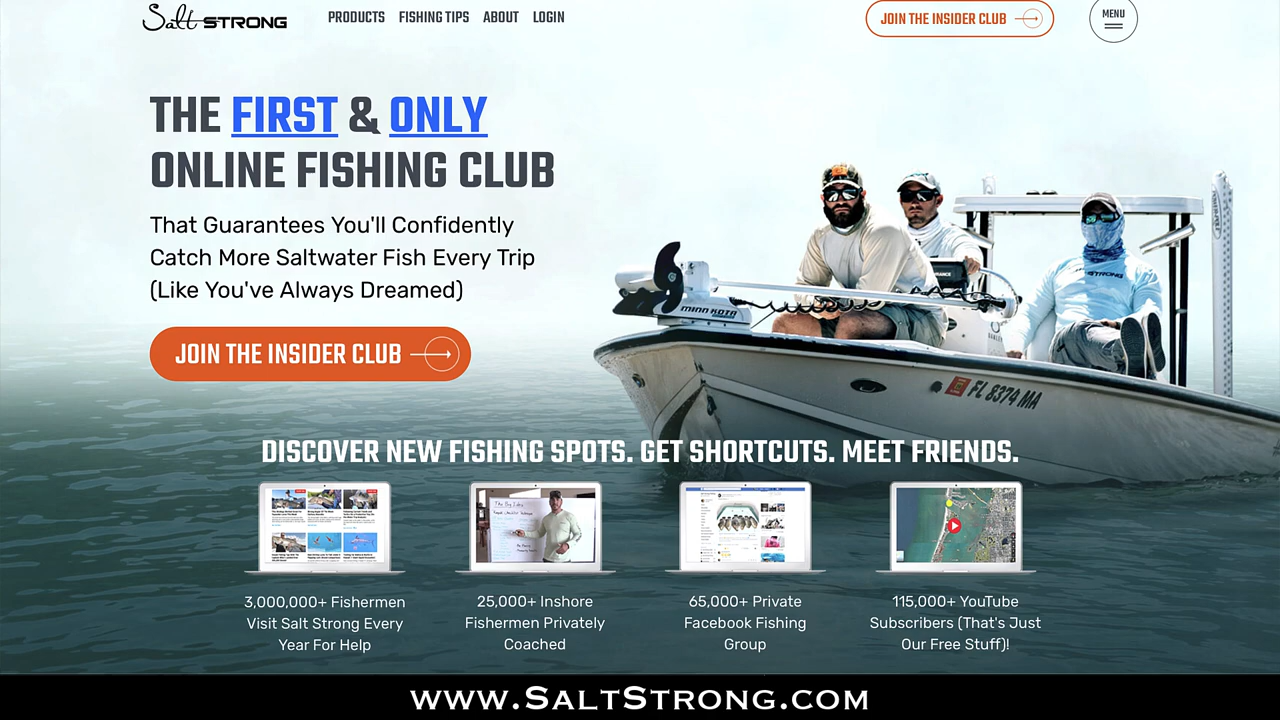 Salt STRONG
PRODUCTS FISHING TIPS ABOUT LOGIN
JOIN THE INSIDER CLUB
MENU
THE FIRST & ONLY
ONLINE FISHING CLUB
That Guarantees You'll Confidently
Catch More Saltwater Fish Every Trip
(Like You've Always Dreamed)
JOIN THE INSIDER CLUB
MINN KOTA
STRONG
FL 8374 MA
DISCOVER NEW FISHING SPOTS. GET SHORTCUTS. MEET FRIENDS.
The Big Idea
3,000,000+ Fishermen
Visit Salt Strong Every
Year For Help
25,000+ Inshore
Fishermen Privately
Coached
65,000+ Private
Facebook Fishing
Group
115,000+ YouTube
Subscribers (That's Just
Our Free Stuff)!
www.SaltStrong.com